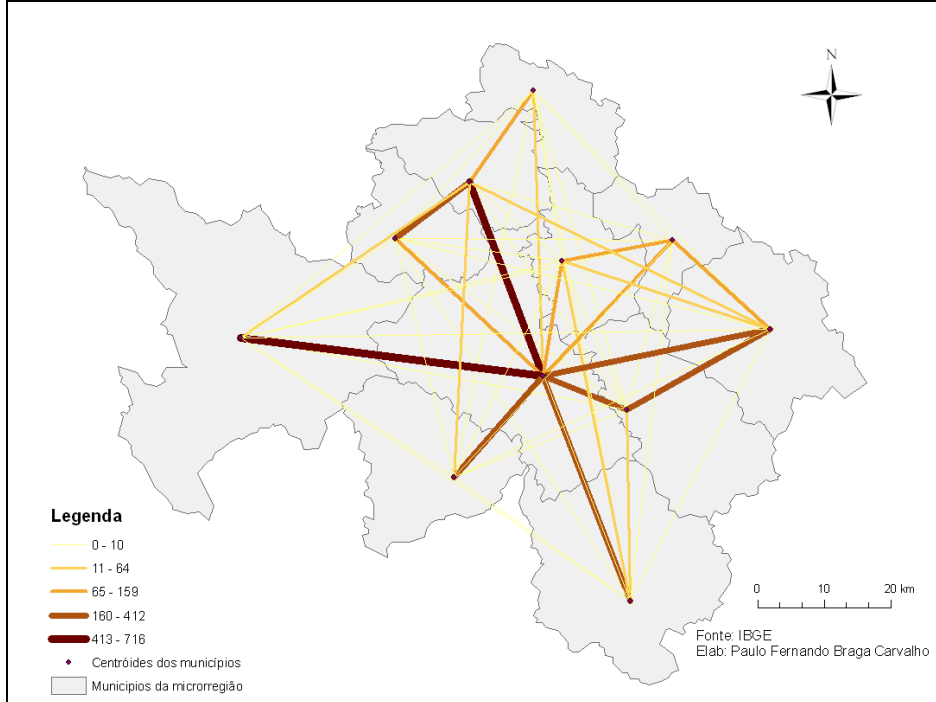 N
Legenda
0 - 10
11 - 64
65 - 159
160 - 412
413 - 716
Centróides dos municípios
Municipios da microrregião
0 10 20 km
Fonte: IBGE
Elab: Paulo Fernando Braga Carvalho